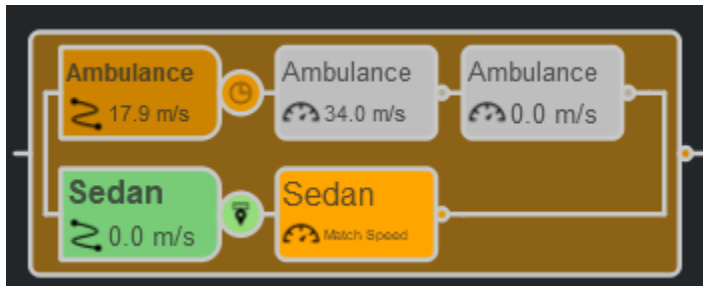 Ambulance
17.9 m/s
Ambulance
34.0 m/s
Ambulance
0.0 m/s
Sedan
0.0 m/s
Sedan
Match Speed